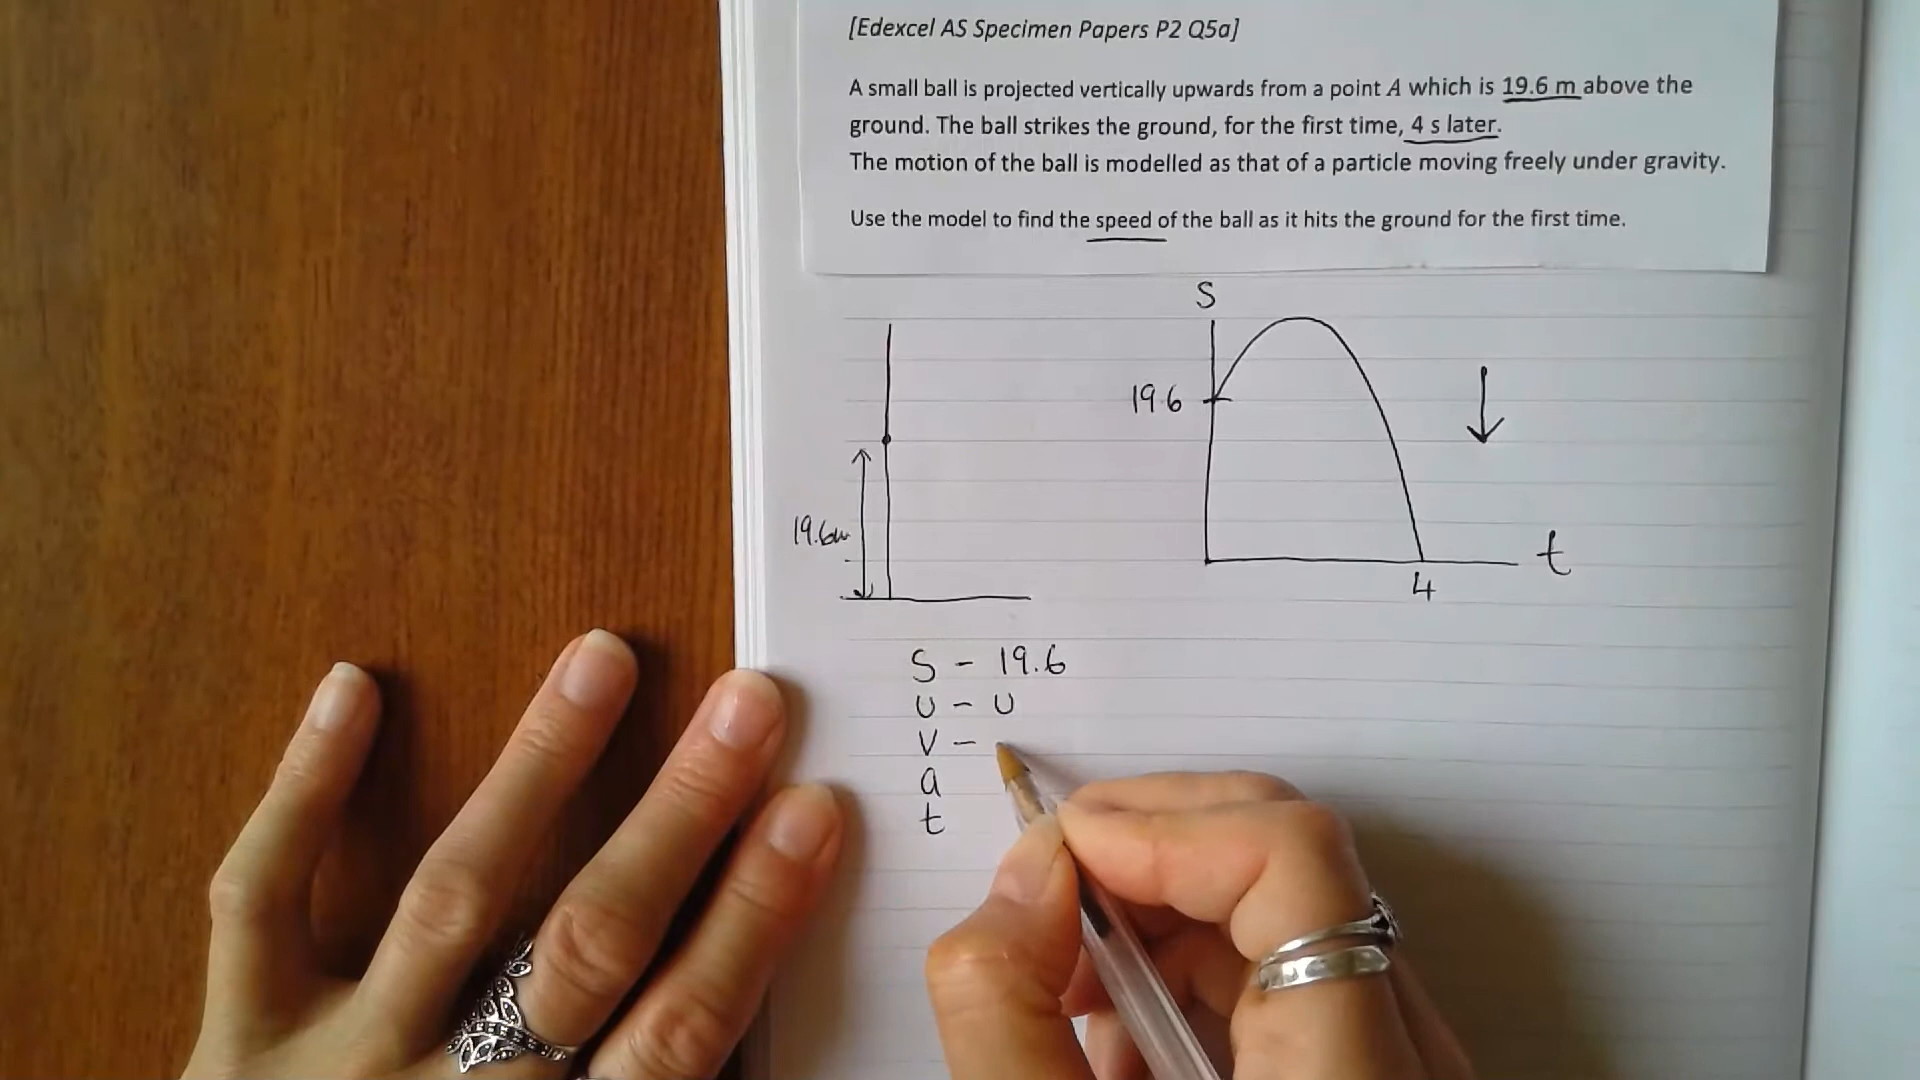 [Edexcel AS Specimen Papers P2 Q5a]
A small ball is projected vertically upwards from a point A which is 19.6 m above the
ground. The ball strikes the ground, for the first time, 4 s later.
The motion of the ball is modelled as that of a particle moving freely under gravity.
Use the model to find the speed of the ball as it hits the ground for the first time.
S
19.6
t
4
19.6m
S - 19.6
u - u
v -
a
t